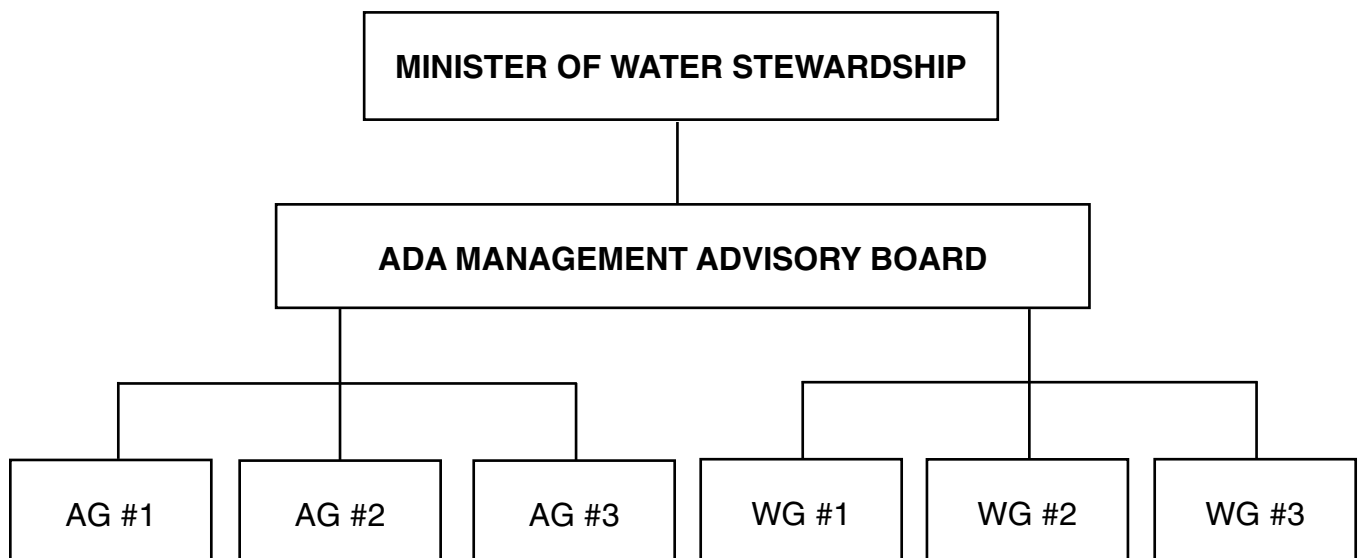 MINISTER OF WATER STEWARDSHIP
ADA MANAGEMENT ADVISORY BOARD
AG #1
AG #2
AG #3
WG #1
WG #2
WG #3